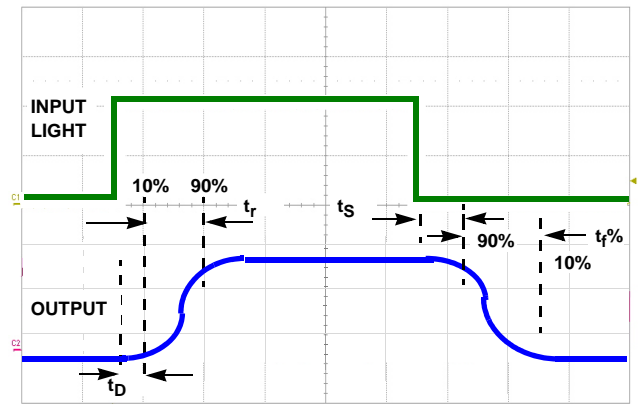 INPUT
LIGHT
C1
10%
90%
tr
tS
90%
tf%
10%
OUTPUT
C2
tD